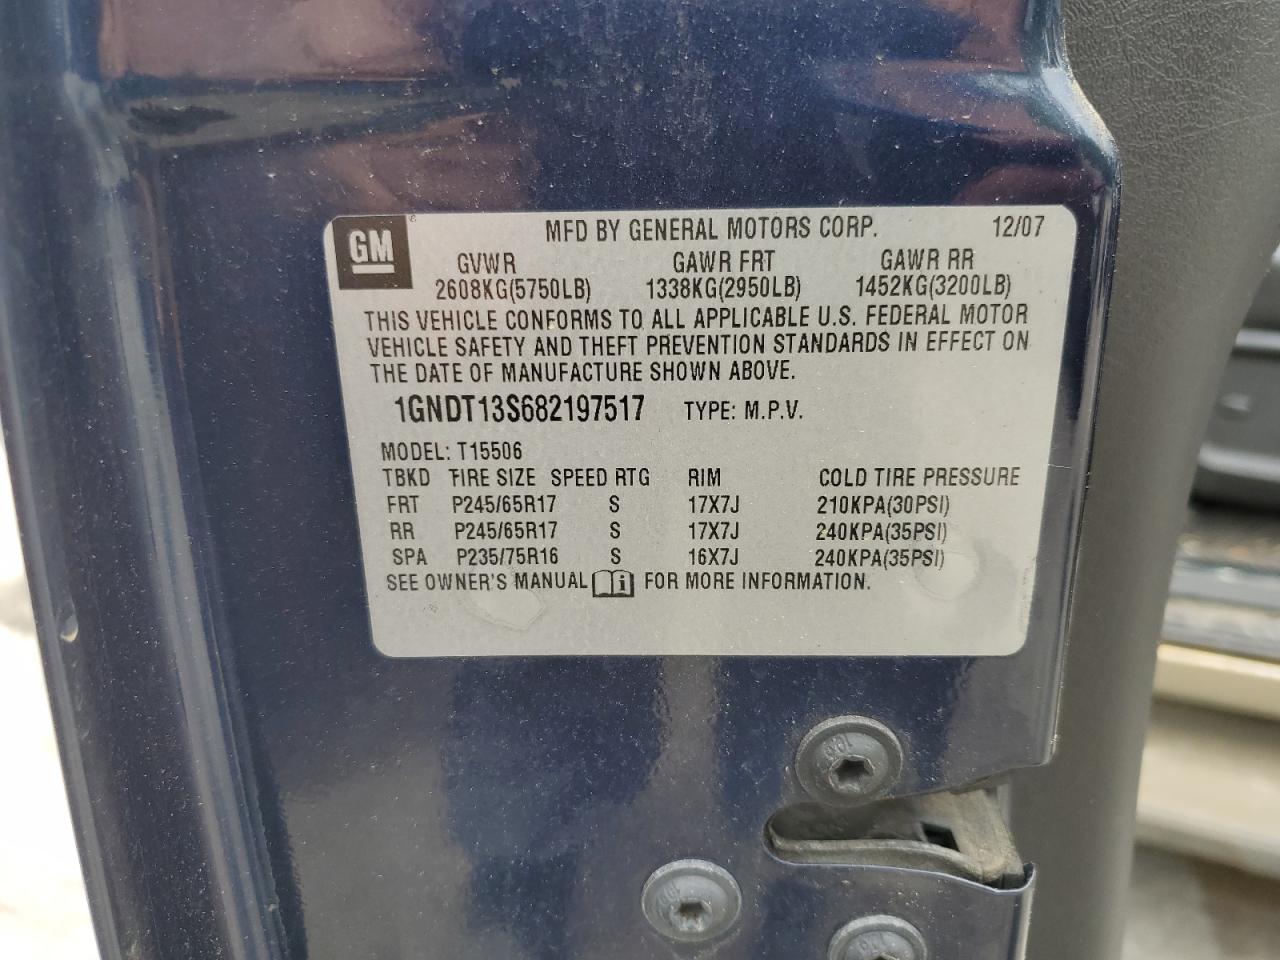 GM® MFD BY GENERAL MOTORS CORP. 12/07
GVWR GAWR FRT GAWR RR
2608KG(5750LB) 1338KG(2950LB) 1452KG(3200LB)
THIS VEHICLE CONFORMS TO ALL APPLICABLE U.S. FEDERAL MOTOR
VEHICLE SAFETY AND THEFT PREVENTION STANDARDS IN EFFECT ON
THE DATE OF MANUFACTURE SHOWN ABOVE.
1GNDT13S682197517 TYPE: M.P.V.
MODEL: T15506
TBKD TIRE SIZE SPEED RTG RIM COLD TIRE PRESSURE
FRT P245/65R17 S 17X7J 210KPA(30PSI)
RR P245/65R17 S 17X7J 240KPA(35PSI)
SPA P235/75R16 S 16X7J 240KPA(35PSI)
SEE OWNER'S MANUAL FOR MORE INFORMATION.